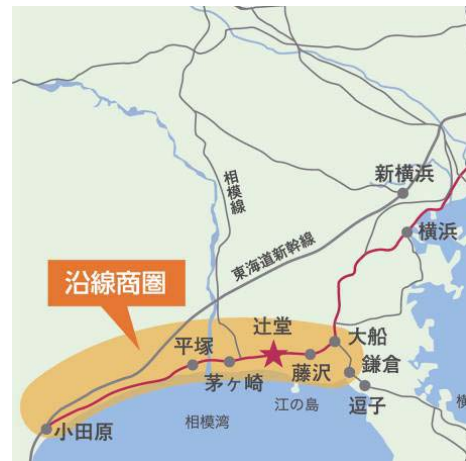 新横浜
相模線
横浜
東海道新幹線
沿線商圏
辻堂
大船
平塚
鎌倉
茅ヶ崎
藤沢
逗子
江の島
小田原
相模湾
横